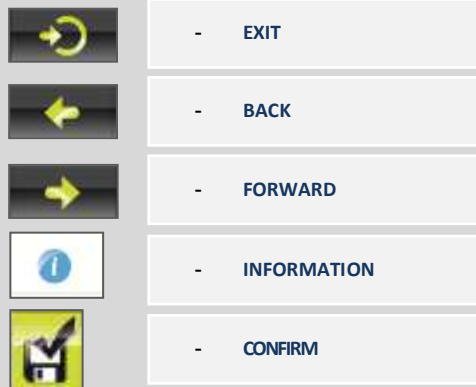 - EXIT
- BACK
- FORWARD
i
- INFORMATION
- CONFIRM